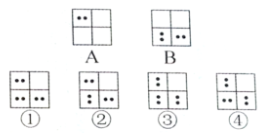 A B
① ② ③ ④